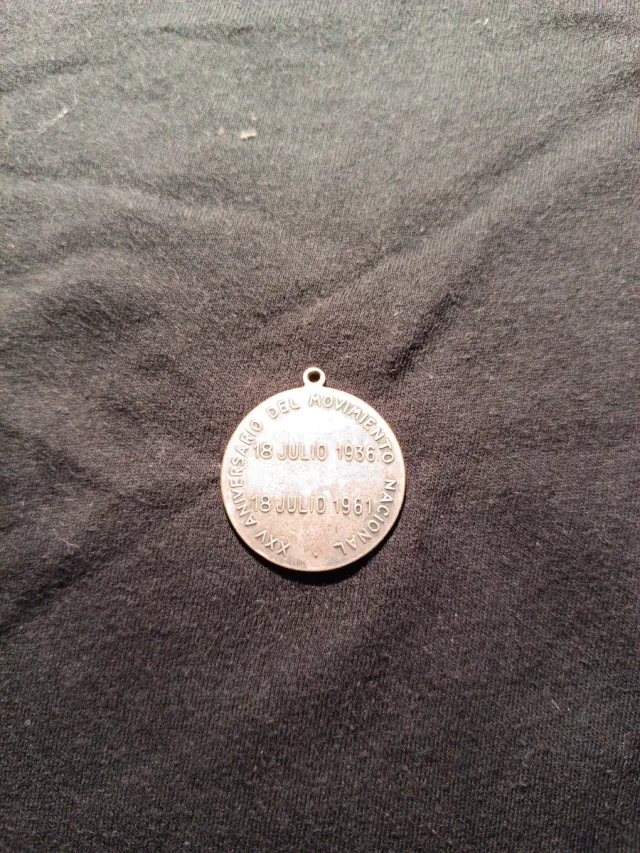 XXV ANIVERSARIO DEL MOVIMIENTO NACIONAL
18 JULIO 1936
18 JULIO 1961